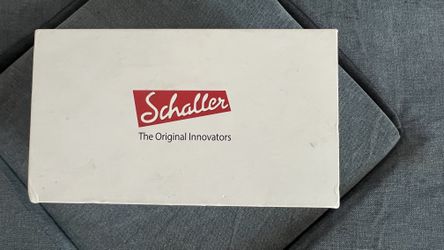 Schaller
The Original Innovators